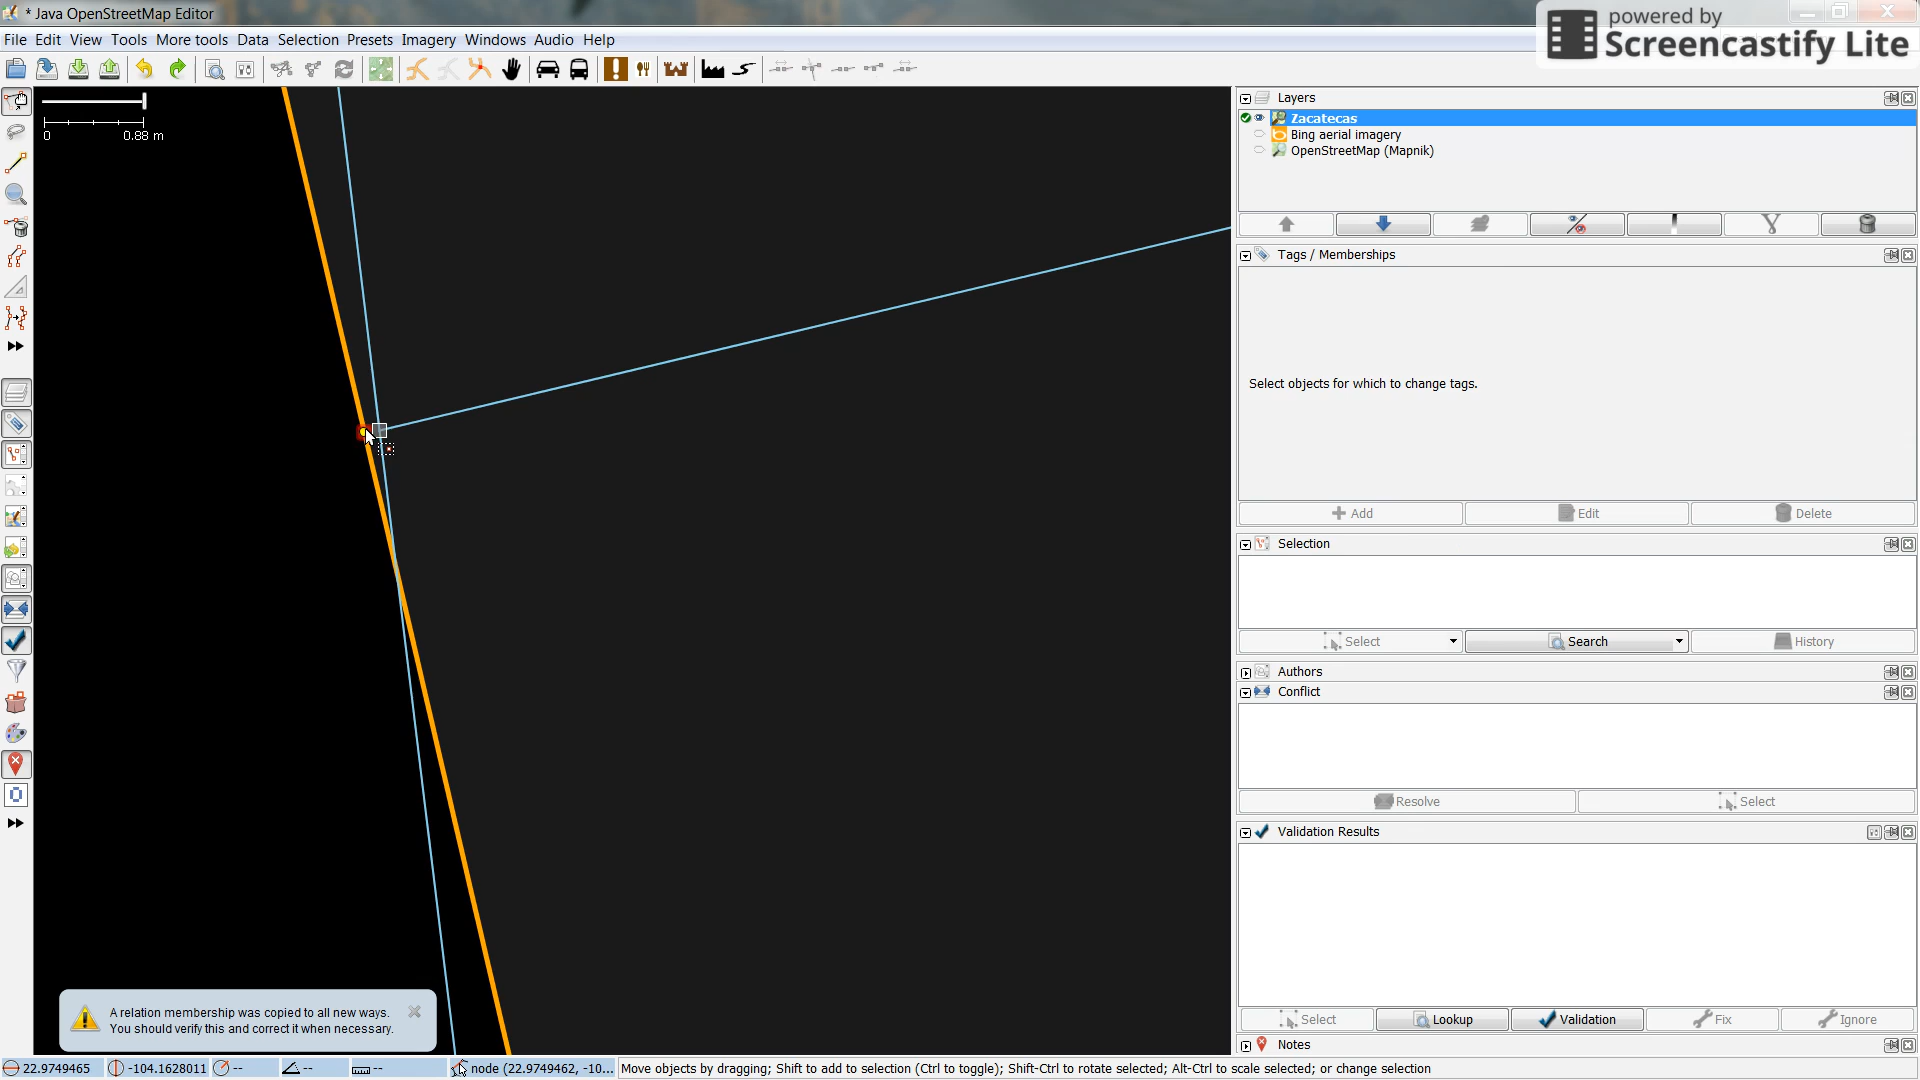 * Java OpenStreetMap Editor
powered by
Screencastify Lite
File Edit View Tools More tools Data Selection Presets Imagery Windows Audio Help
0 0.88 m
Layers
Zacatecas
Bing aerial imagery
OpenStreetMap (Mapnik)
Tags / Memberships
Select objects for which to change tags.
Add Edit Delete
Selection
Select Search History
Authors
Conflict
Resolve Select
Validation Results
Select Lookup Validation Fix Ignore
Notes
A relation membership was copied to all new ways.
You should verify this and correct it when necessary.
22.9749465 -104.1628011 -- -- -- node (22.9749462, -10... Move objects by dragging; Shift to add to selection (Ctrl to toggle); Shift-Ctrl to rotate selected; Alt-Ctrl to scale selected; or change selection